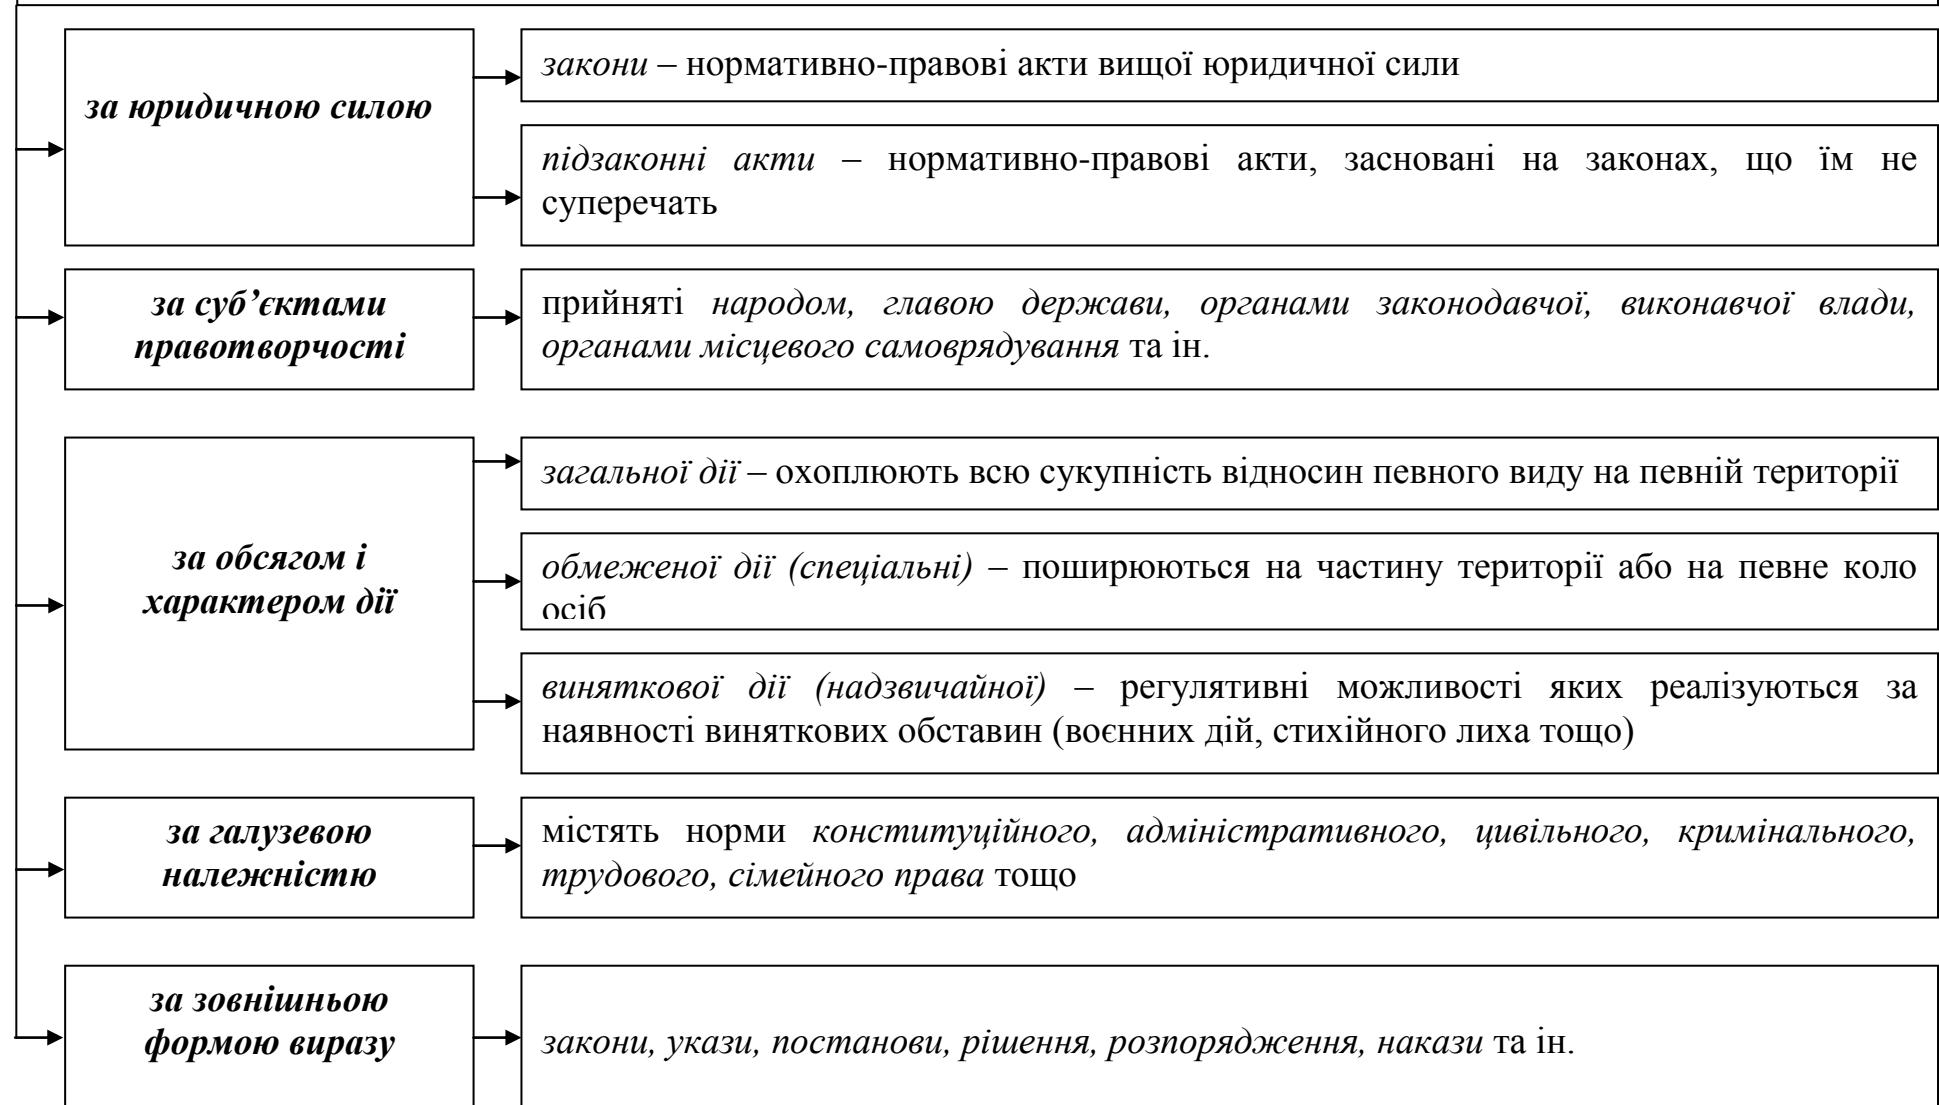 за юридичною силою
закони – нормативно-правові акти вищої юридичної сили
підзаконні акти – нормативно-правові акти, засновані на законах, що їм не
суперечать
за суб’єктами
правотворчості
прийняті народом, главою держави, органами законодавчої, виконавчої влади,
органами місцевого самоврядування та ін.
за обсягом і
характером дії
загальної дії – охоплюють всю сукупність відносин певного виду на певній території
обмеженої дії (спеціальні) – поширюються на частину території або на певне коло
осіб
виняткової дії (надзвичайної) – регулятивні можливості яких реалізуються за
наявності виняткових обставин (воєнних дій, стихійного лиха тощо)
за галузевою
належністю
містять норми конституційного, адміністративного, цивільного, кримінального,
трудового, сімейного права тощо
за зовнішньою
формою виразу
закони, укази, постанови, рішення, розпорядження, накази та ін.